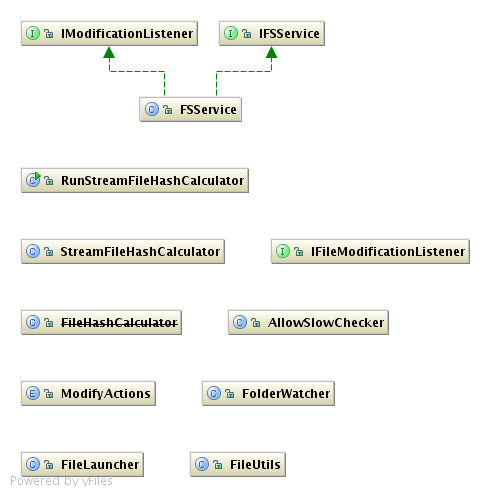 I IModificationListener
I IFSService
C FSService
C RunStreamFileHashCalculator
C StreamFileHashCalculator
I IFileModificationListener
C FileHashCalculator
C AllowSlowChecker
E ModifyActions
C FolderWatcher
C FileLauncher
C FileUtils
Powered by yFiles